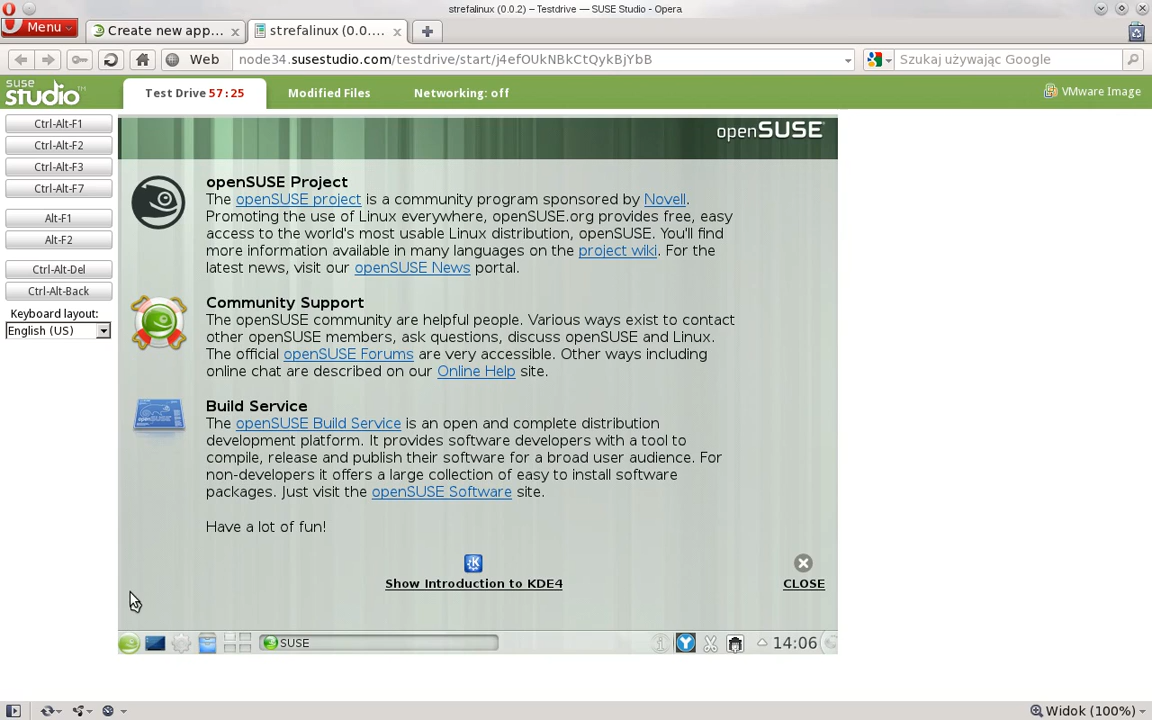 strefalinux (0.0.2) – Testdrive — SUSE Studio - Opera
Menu
Create new app...
strefalinux (0.0....
Web
node34.susestudio.com/testdrive/start/j4efOUkNBkCtQykBjYbB
Szukaj używając Google
suse studio™
Test Drive 57:25
Modified Files
Networking: off
VMware Image
Ctrl-Alt-F1
Ctrl-Alt-F2
Ctrl-Alt-F3
Ctrl-Alt-F7
Alt-F1
Alt-F2
Ctrl-Alt-Del
Ctrl-Alt-Back
Keyboard layout:
English (US)
openSUSE
openSUSE Project
The openSUSE project is a community program sponsored by Novell.
Promoting the use of Linux everywhere, openSUSE.org provides free, easy
access to the world's most usable Linux distribution, openSUSE. You'll find
more information available in many languages on the project wiki. For the
latest news, visit our openSUSE News portal.
Community Support
The openSUSE community are helpful people. Various ways exist to contact
other openSUSE members, ask questions, discuss openSUSE and Linux.
The official openSUSE Forums are very accessible. Other ways including
online chat are described on our Online Help site.
Build Service
The openSUSE Build Service is an open and complete distribution
development platform. It provides software developers with a tool to
compile, release and publish their software for a broad user audience. For
non-developers it offers a large collection of easy to install software
packages. Just visit the openSUSE Software site.
Have a lot of fun!
Show Introduction to KDE4
CLOSE
SUSE
14:06
Widok (100%)